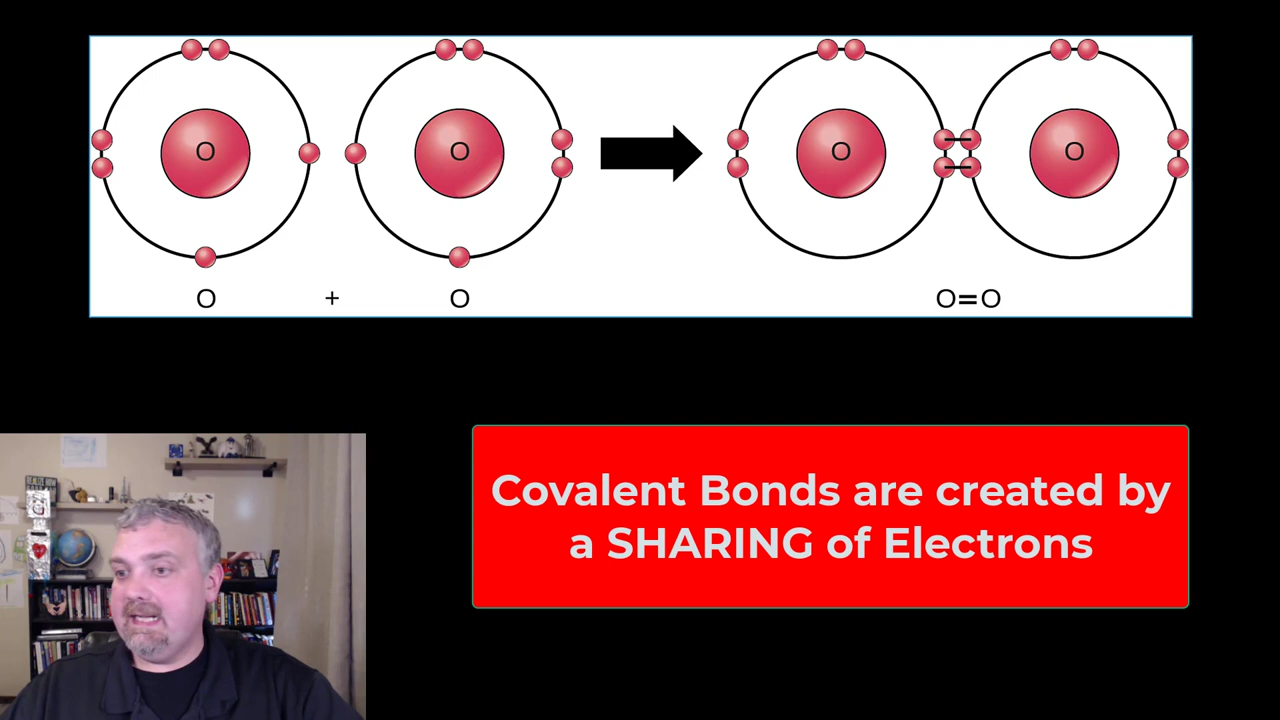 O O O O
O + O O=O
Covalent Bonds are created by
a SHARING of Electrons